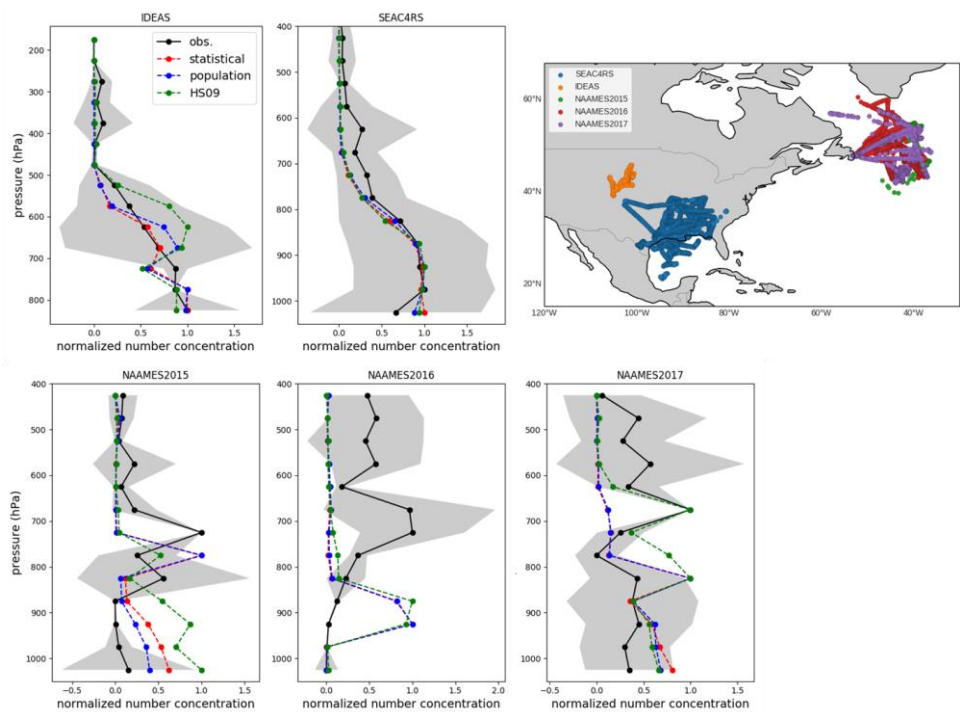 IDEAS
200
300
400
500
600
700
800
pressure (hPa)
0.0
0.5
1.0
1.5
normalized number concentration
obs.
statistical
population
HS09
SEAC4RS
400
500
600
700
800
900
1000
0.0
0.5
1.0
1.5
normalized number concentration
SEAC4RS
IDEAS
NAAMES2015
NAAMES2016
NAAMES2017
60°N
40°N
20°N
120°W
100°W
80°W
60°W
40°W
NAAMES2015
400
500
600
700
800
900
1000
pressure (hPa)
−0.5
0.0
0.5
1.0
1.5
normalized number concentration
NAAMES2016
400
500
600
700
800
900
1000
0.0
0.5
1.0
1.5
2.0
normalized number concentration
NAAMES2017
400
500
600
700
800
900
1000
−0.5
0.0
0.5
1.0
1.5
normalized number concentration